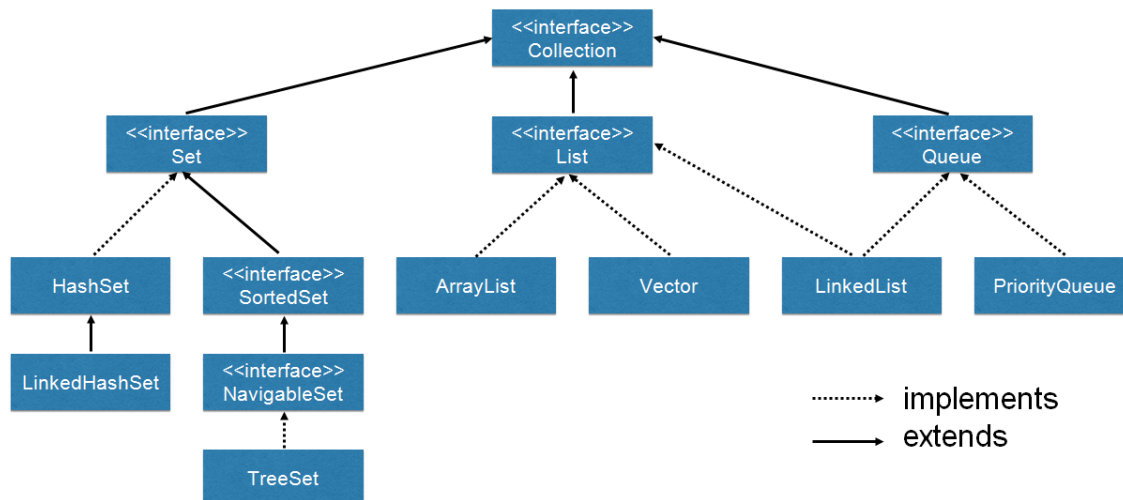 <<interface>>
Collection
<<interface>>
Set
<<interface>>
List
<<interface>>
Queue
HashSet
<<interface>>
SortedSet
ArrayList
Vector
LinkedList
PriorityQueue
LinkedHashSet
<<interface>>
NavigableSet
TreeSet
implements
extends